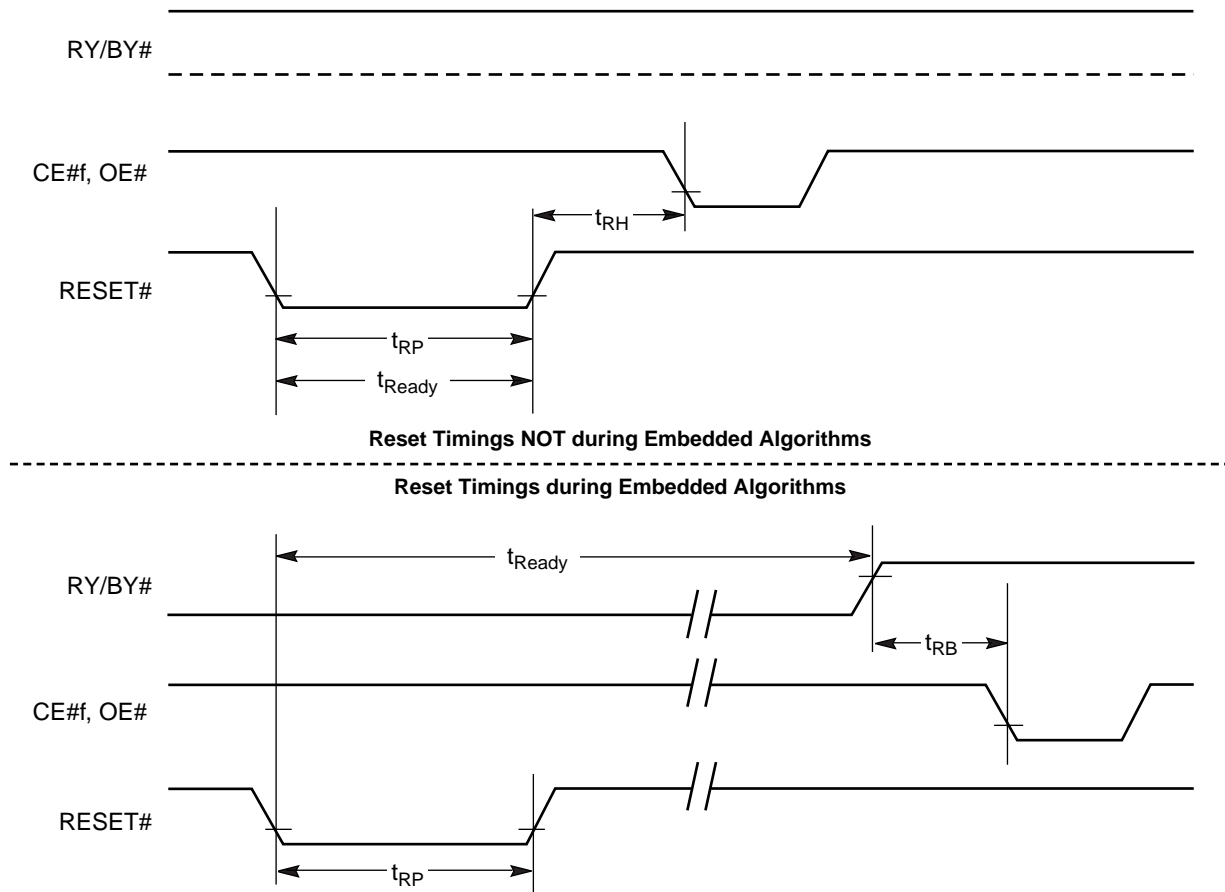 RY/BY#
CE#f, OE#
tRH
RESET#
tRP
tReady
Reset Timings NOT during Embedded Algorithms
Reset Timings during Embedded Algorithms
tReady
RY/BY#
tRB
CE#f, OE#
RESET#
tRP